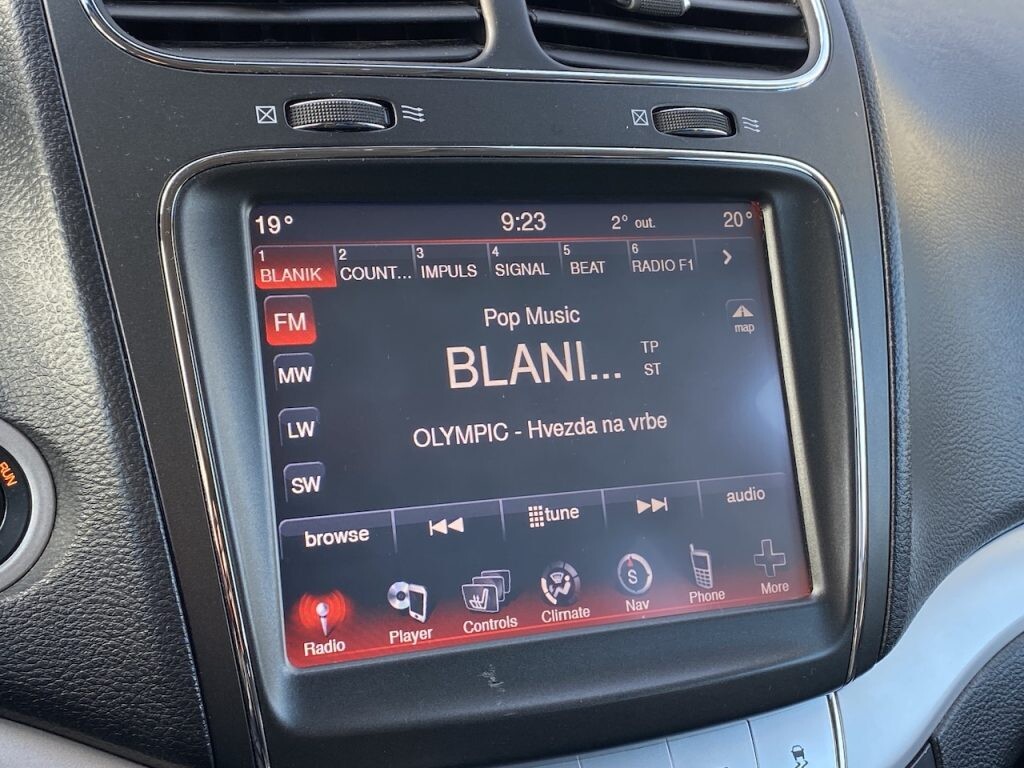 19° 9:23 2° out. 20°
1 BLANIK 2 COUNT... 3 IMPULS 4 SIGNAL 5 BEAT 6 RADIO F1 >
FM
MW
LW
SW
Pop Music
BLANI... TP
ST
OLYMPIC - Hvezda na vrbe
map
browse tune audio
Radio Player Controls Climate S Nav Phone More
RUN